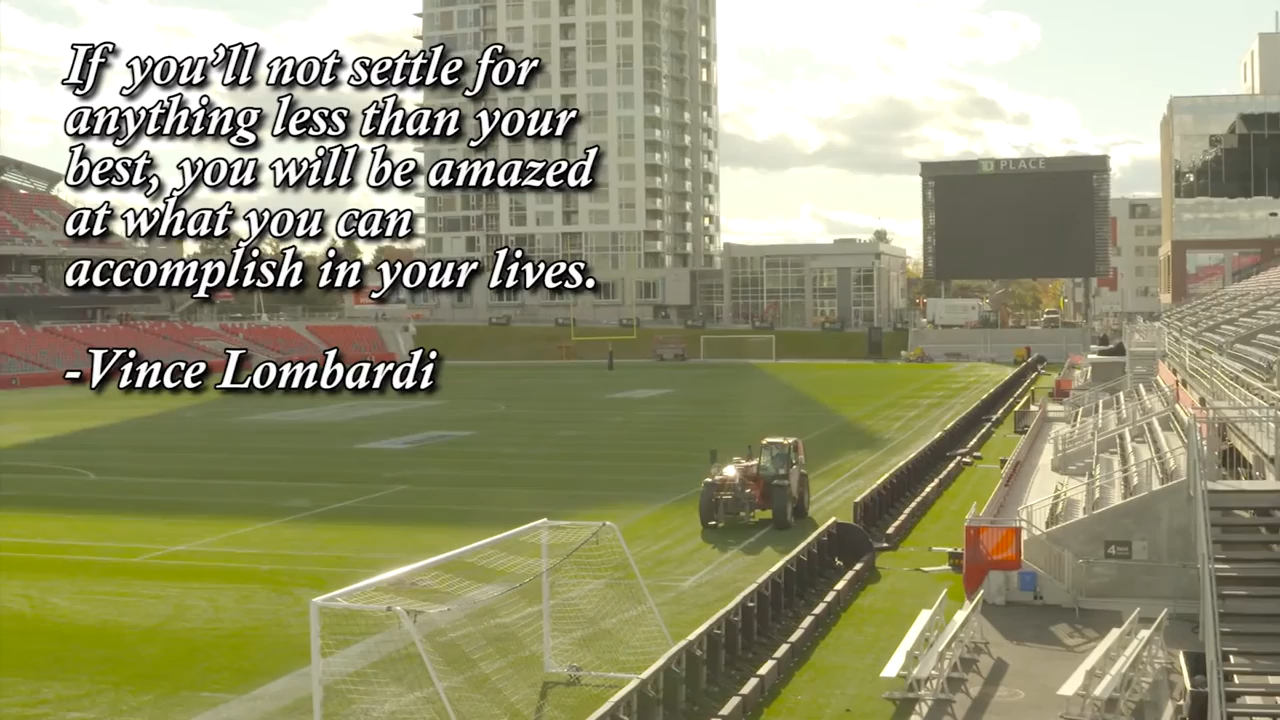 If you'll not settle for
anything less than your
best, you will be amazed
at what you can
accomplish in your lives.
-Vince Lombardi
TD PLACE
4